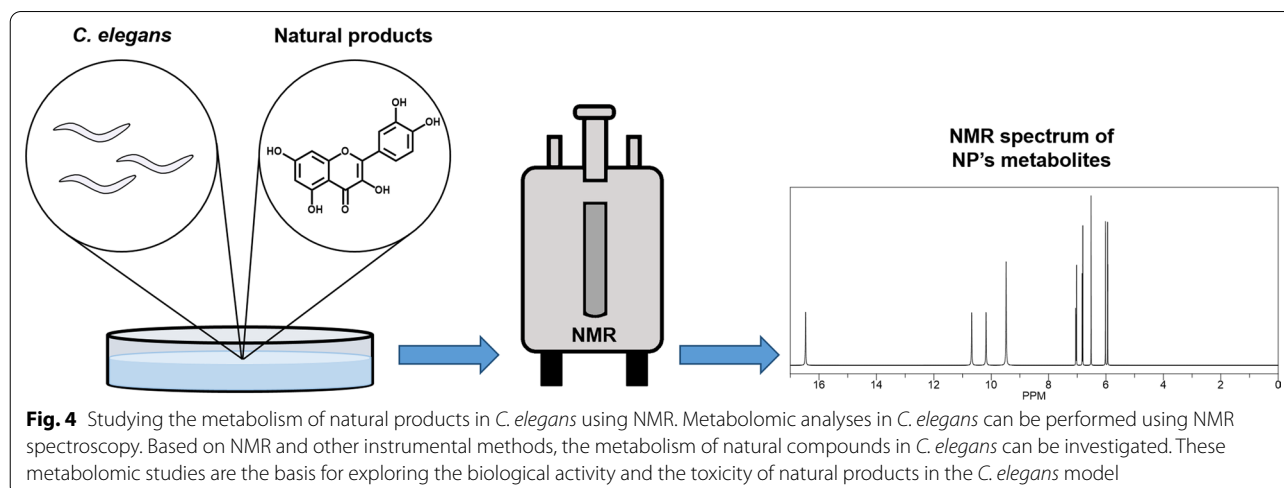 C. elegans
Natural products
OH
OH
HO
O
OH
OH
O
NMR
NMR spectrum of
NP's metabolites
16 14 12 10 8 6 4 2 0
PPM
Fig. 4 Studying the metabolism of natural products in C. elegans using NMR. Metabolomic analyses in C. elegans can be performed using NMR
spectroscopy. Based on NMR and other instrumental methods, the metabolism of natural compounds in C. elegans can be investigated. These
metabolomic studies are the basis for exploring the biological activity and the toxicity of natural products in the C. elegans model